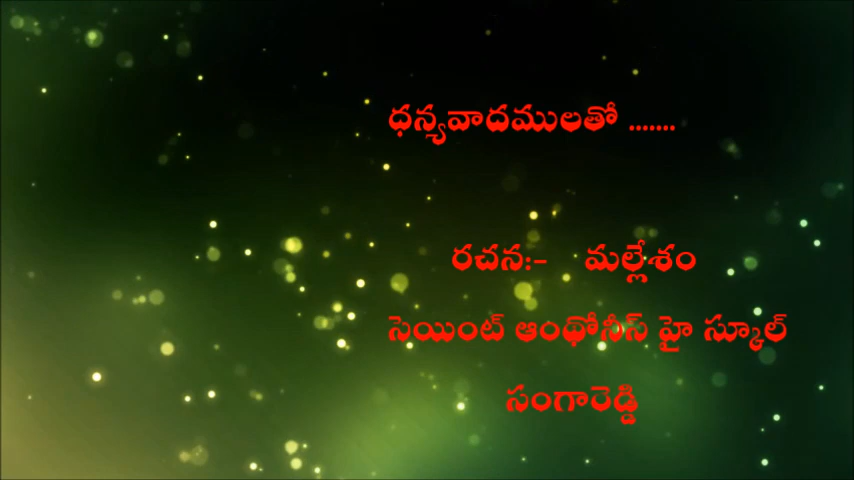 ధన్యవాదములతో .......
రచన:- మల్లేశం
సెయింట్ ఆంథోనీస్ హై స్కూల్
సంగారెడ్డి